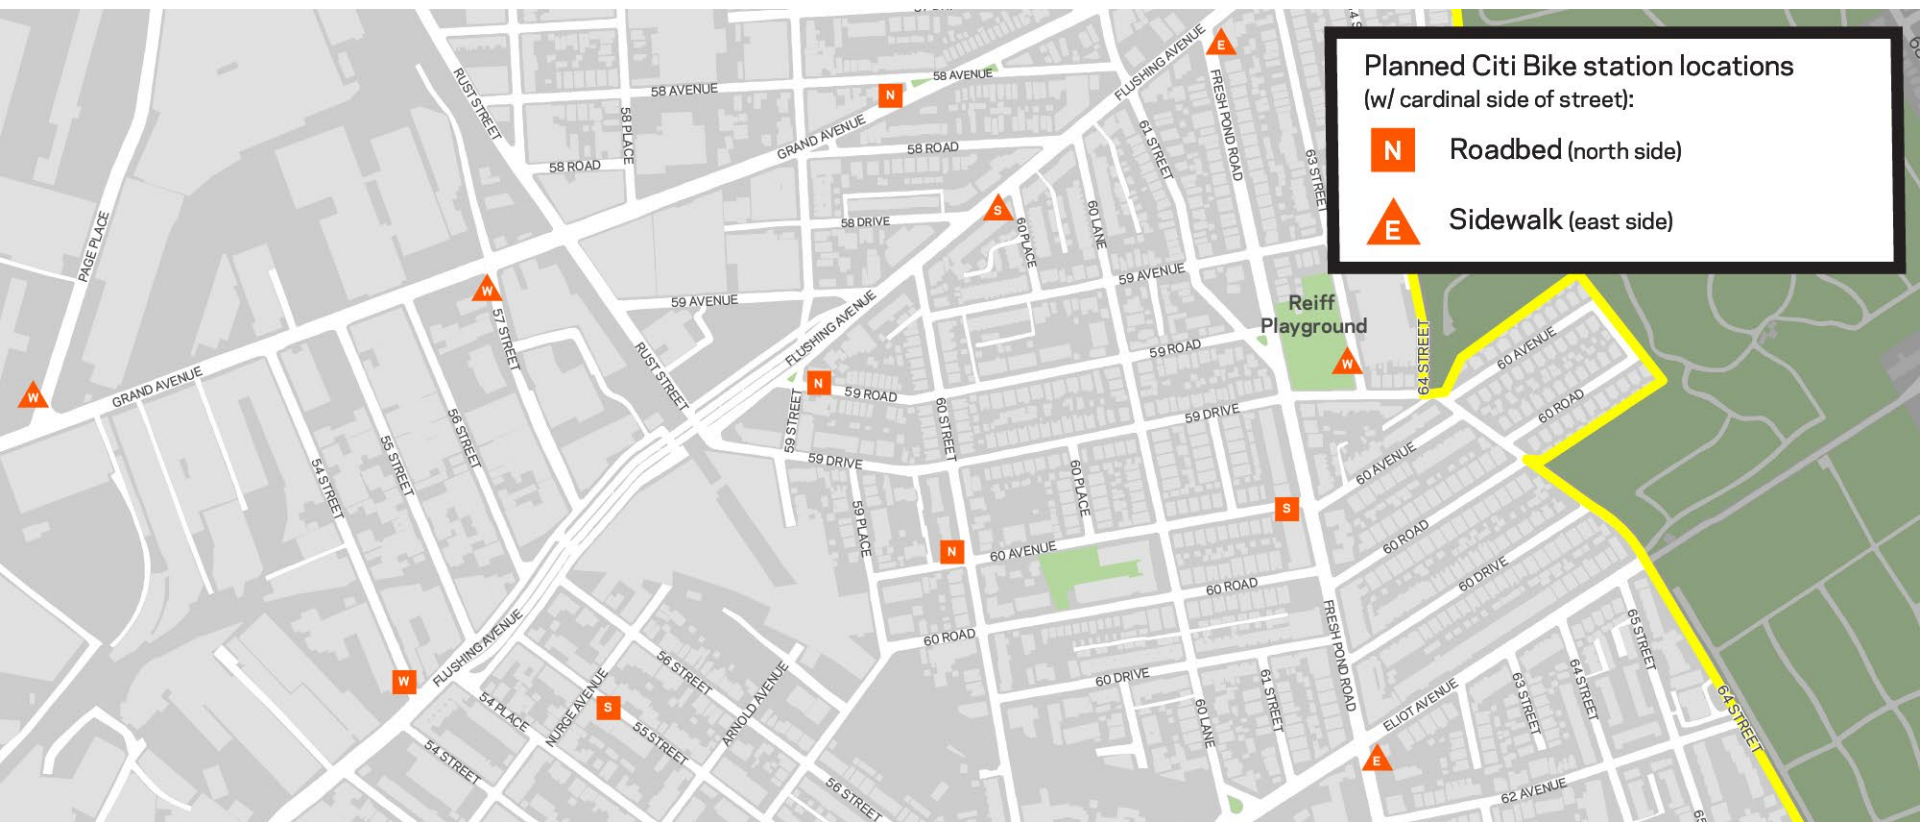 Planned Citi Bike station locations
(w/ cardinal side of street):
N Roadbed (north side)
E Sidewalk (east side)
E
FLUSHING AVENUE
FRESH POND ROAD
RUST STREET
58 AVENUE
58 AVENUE
N
58 PLACE
GRAND AVENUE
58 ROAD
58 ROAD
61 STREET
63 STREET
PAGE PLACE
58 DRIVE
S
60 PLACE
60 LANE
59 AVENUE
59 AVENUE
W
57 STREET
FLUSHING AVENUE
Reiff
Playground
W
64 STREET
60 AVENUE
59 ROAD
RUST STREET
GRAND AVENUE
W
N
59 ROAD
59 STREET
60 STREET
59 DRIVE
60 ROAD
56 STREET
55 STREET
54 STREET
59 DRIVE
60 PLACE
60 AVENUE
S
59 PLACE
N
60 AVENUE
60 ROAD
60 DRIVE
60 ROAD
60 ROAD
FRESH POND ROAD
FLUSHING AVENUE
W
54 PLACE
NURGE AVENUE
S
56 STREET
55 STREET
ARNOLD AVENUE
54 STREET
56 STREET
60 DRIVE
60 LANE
61 STREET
ELIOT AVENUE
E
63 STREET
64 STREET
65 STREET
64 STREET
62 AVENUE